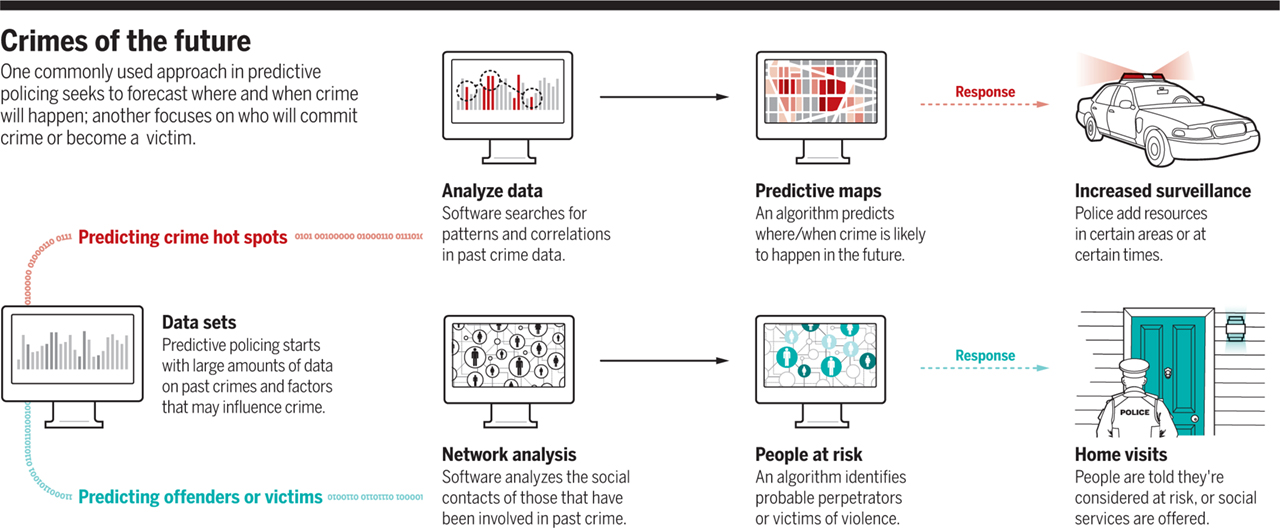 Crimes of the future
One commonly used approach in predictive
policing seeks to forecast where and when crime
will happen; another focuses on who will commit
crime or become a victim.
Predicting crime hot spots
Analyze data
Software searches for
patterns and correlations
in past crime data.
Predictive maps
An algorithm predicts
where/when crime is likely
to happen in the future.
Response
Increased surveillance
Police add resources
in certain areas or at
certain times.
Data sets
Predictive policing starts
with large amounts of data
on past crimes and factors
that may influence crime.
Predicting offenders or victims
Network analysis
Software analyzes the social
contacts of those that have
been involved in past crime.
People at risk
An algorithm identifies
probable perpetrators
or victims of violence.
Response
POLICE
Home visits
People are told they're
considered at risk, or social
services are offered.